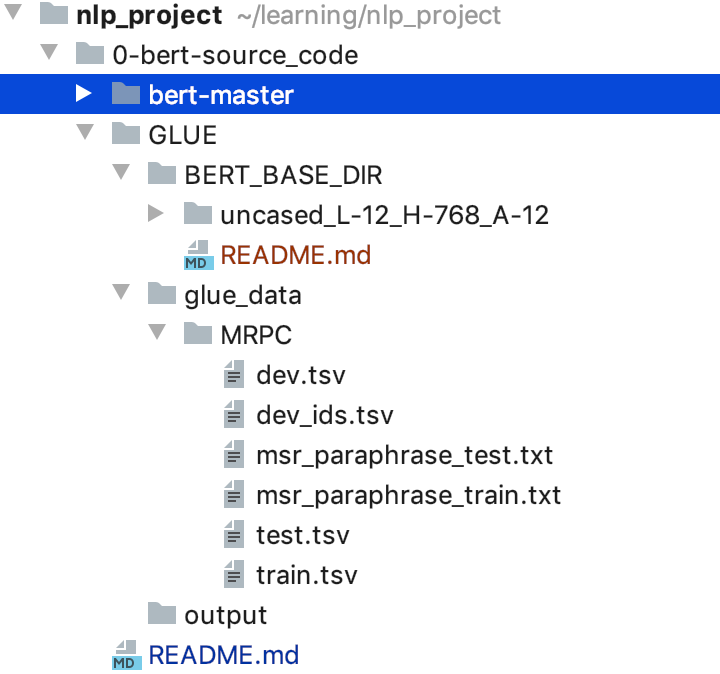 nlp_project ~/learning/nlp_project
0-bert-source_code
bert-master
GLUE
BERT_BASE_DIR
uncased_L-12_H-768_A-12
MD README.md
glue_data
MRPC
dev.tsv
dev_ids.tsv
msr_paraphrase_test.txt
msr_paraphrase_train.txt
test.tsv
train.tsv
output
MD README.md